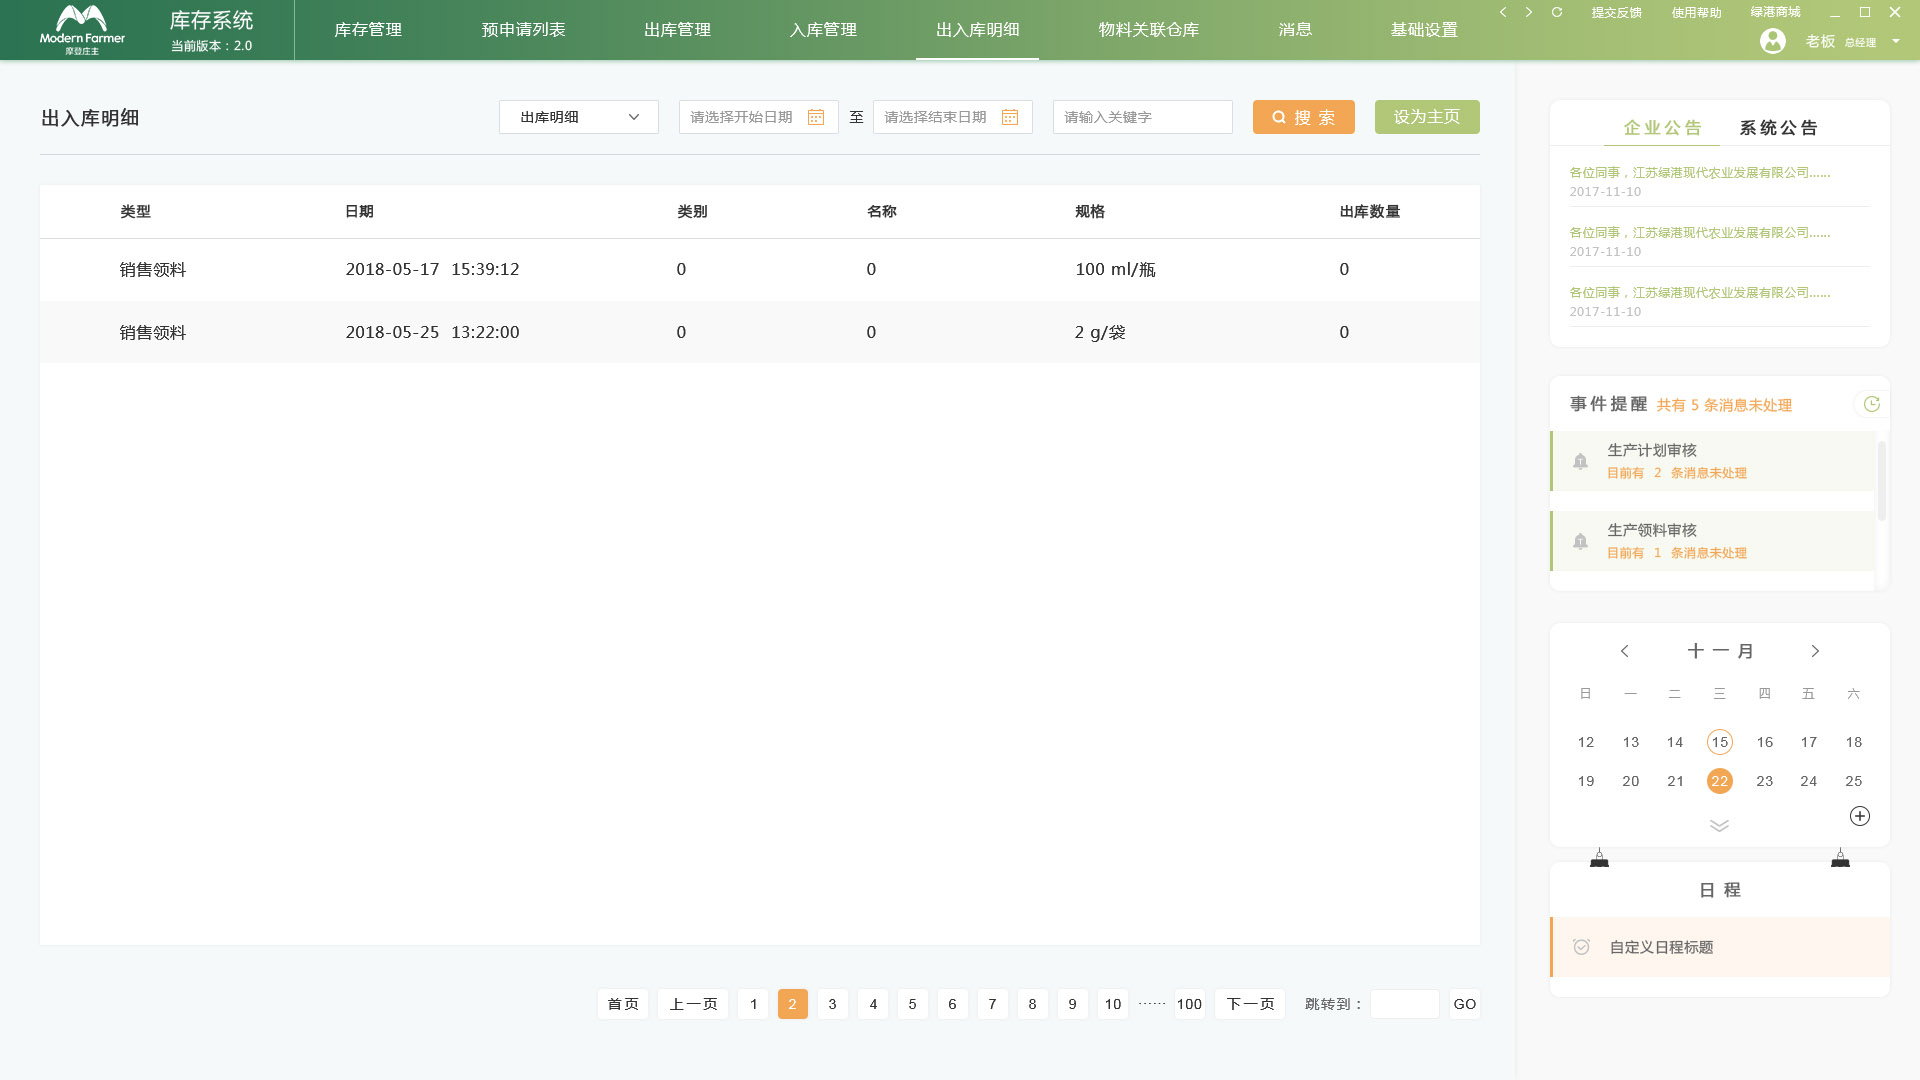 Modern Farmer
摩登庄主
库存系统
当前版本：2.0
库存管理 预申请列表 出库管理 入库管理 出入库明细 物料关联仓库 消息 基础设置
提交反馈 使用帮助 绿港商城
老板 总经理
出入库明细 出库明细 请选择开始日期 至 请选择结束日期 请输入关键字 搜索 设为主页
类型 日期 类别 名称 规格 出库数量
销售领料 2018-05-17 15:39:12 0 0 100 ml/瓶 0
销售领料 2018-05-25 13:22:00 0 0 2 g/袋 0
首页 上一页 1 2 3 4 5 6 7 8 9 10 ······ 100 下一页 跳转到： GO
企业公告 系统公告
各位同事，江苏绿港现代农业发展有限公司......
2017-11-10
各位同事，江苏绿港现代农业发展有限公司......
2017-11-10
各位同事，江苏绿港现代农业发展有限公司......
2017-11-10
事件提醒 共有 5 条消息未处理
生产计划审核
目前有 2 条消息未处理
生产领料审核
目前有 1 条消息未处理
十一月
日 一 二 三 四 五 六
12 13 14 15 16 17 18
19 20 21 22 23 24 25
日程
自定义日程标题